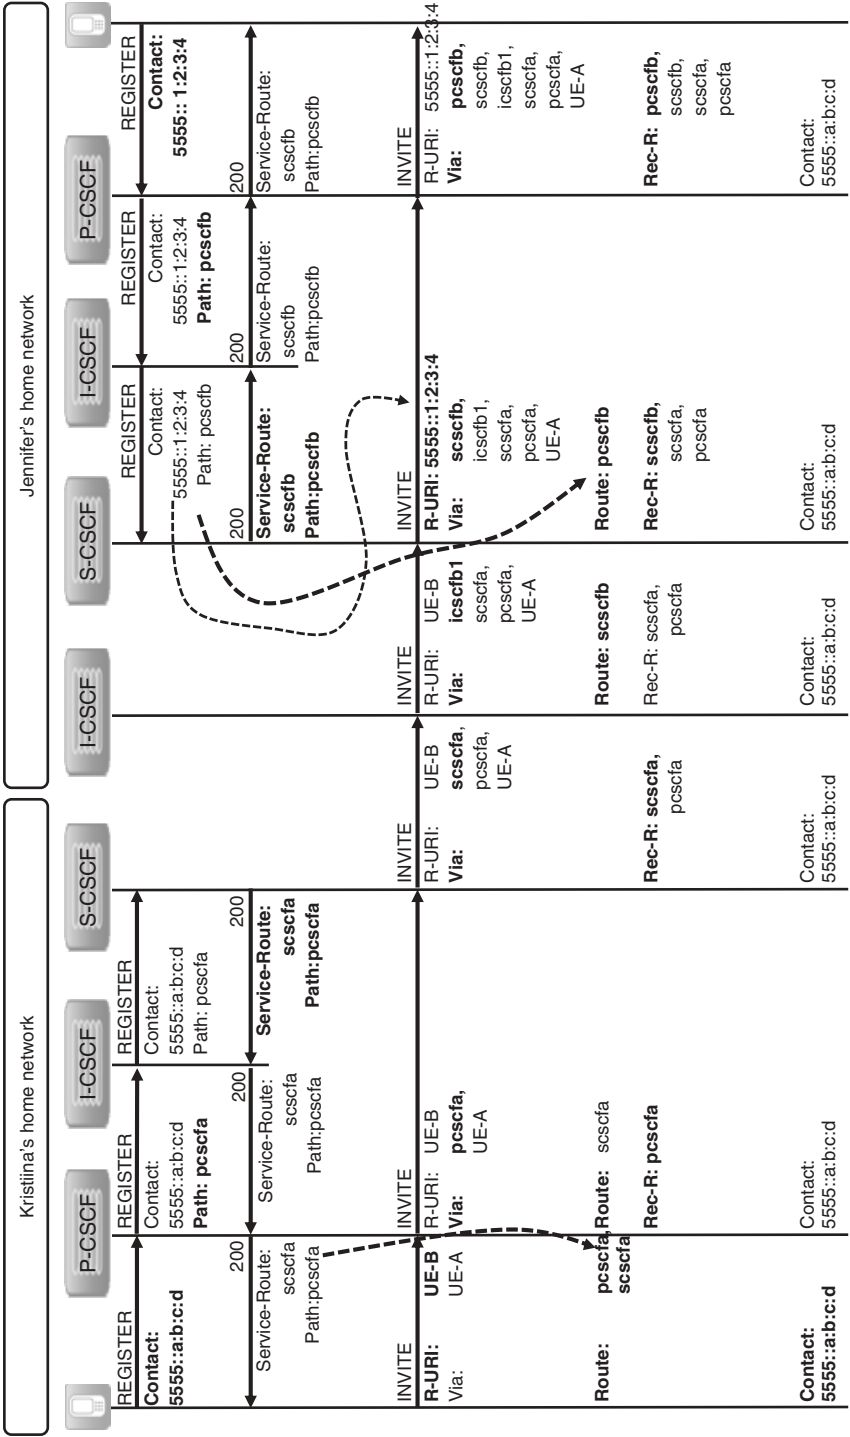 Kristiina's home network
Jennifer's home network
P-CSCF
I-CSCF
S-CSCF
I-CSCF
S-CSCF
I-CSCF
P-CSCF
REGISTER
Contact:
5555::a:b:c:d
REGISTER
Contact:
5555::a:b:c:d
Path: pcscfa
REGISTER
Contact:
5555::a:b:c:d
Path: pcscfa
REGISTER
Contact:
5555::1:2:3:4
Path: pcscfb
REGISTER
Contact:
5555::1:2:3:4
Path: pcscfb
REGISTER
Contact:
5555:: 1:2:3:4
200
Service-Route:
scscfa
Path:pcscfa
200
Service-Route:
scscfa
Path:pcscfa
200
Service-Route:
scscfa
Path:pcscfa
200
Service-Route:
scscfb
Path:pcscfb
200
Service-Route:
scscfb
Path:pcscfb
200
Service-Route:
scscfb
Path:pcscfb
INVITE
R-URI: UE-B
Via: UE-A
Route: pcscfa,
scscfa
Contact:
5555::a:b:c:d
INVITE
R-URI: UE-B
Via: pcscfa,
UE-A
Route: scscfa
Rec-R: pcscfa
Contact:
5555::a:b:c:d
INVITE
R-URI: UE-B
Via: scscfa,
pcscfa,
UE-A
Rec-R: scscfa,
pcscfa
Contact:
5555::a:b:c:d
INVITE
R-URI: UE-B
Via: icscfb1
scscfa,
pcscfa,
UE-A
Route: scscfb
Rec-R: scscfa,
pcscfa
Contact:
5555::a:b:c:d
INVITE
R-URI: 5555::1:2:3:4
Via: scscfb,
icscfb1,
scscfa,
pcscfa,
UE-A
Route: pcscfb
Rec-R: scscfb,
scscfa,
pcscfa
Contact:
5555::a:b:c:d
INVITE
R-URI: 5555::1:2:3:4
Via: pcscfb,
scscfb,
icscfb1,
scscfa,
pcscfa,
UE-A
Rec-R: pcscfb,
scscfb,
scscfa,
pcscfa
Contact:
5555::a:b:c:d